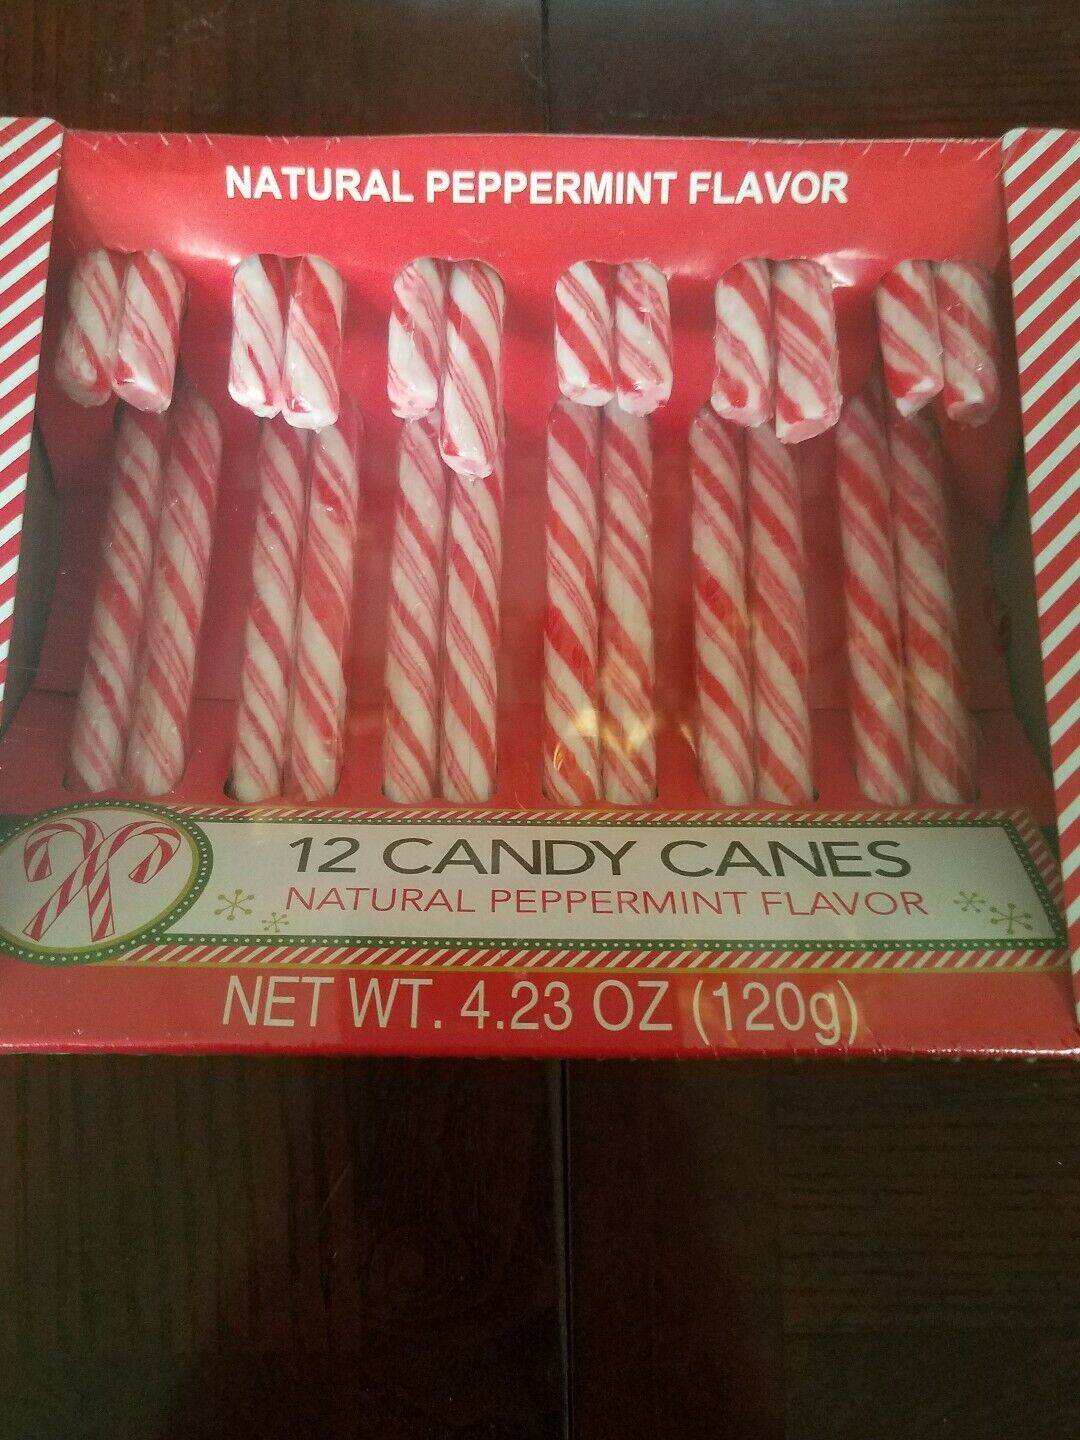 NATURAL PEPPERMINT FLAVOR
12 CANDY CANES
NATURAL PEPPERMINT FLAVOR
NET WT. 4.23 OZ (120g)